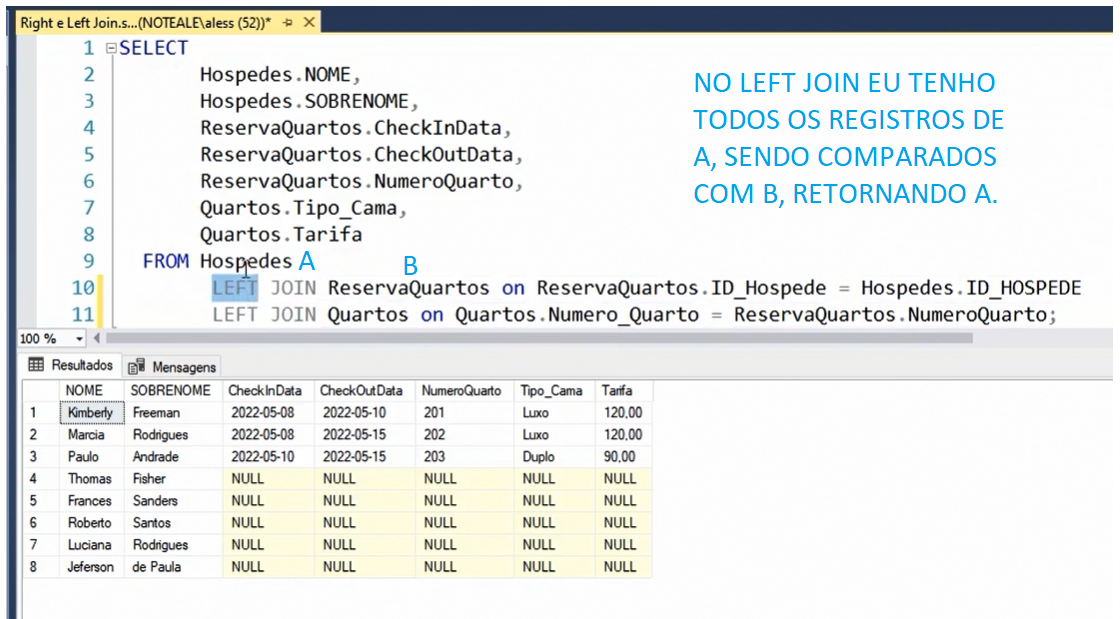 Right e Left Join.s...(NOTEALE\aless (52))*
1 SELECT
2 Hospedes.NOME,
3 Hospedes.SOBRENOME,
4 ReservaQuartos.CheckInData,
5 ReservaQuartos.CheckOutData,
6 ReservaQuartos.NumeroQuarto,
7 Quartos.Tipo_Cama,
8 Quartos.Tarifa
9 FROM Hospedes A
B
10 LEFT JOIN ReservaQuartos on ReservaQuartos.ID_Hospede = Hospedes.ID_HOSPEDE
11 LEFT JOIN Quartos on Quartos.Numero_Quarto = ReservaQuartos.NumeroQuarto;
NO LEFT JOIN EU TENHO
TODOS OS REGISTROS DE
A, SENDO COMPARADOS
COM B, RETORNANDO A.
100 %
Resultados Mensagens
NOME SOBRENOME CheckInData CheckOutData NumeroQuarto Tipo_Cama Tarifa
1 Kimberly Freeman 2022-05-08 2022-05-10 201 Luxo 120,00
2 Marcia Rodrigues 2022-05-08 2022-05-15 202 Luxo 120,00
3 Paulo Andrade 2022-05-10 2022-05-15 203 Duplo 90,00
4 Thomas Fisher NULL NULL NULL NULL NULL
5 Frances Sanders NULL NULL NULL NULL NULL
6 Roberto Santos NULL NULL NULL NULL NULL
7 Luciana Rodrigues NULL NULL NULL NULL NULL
8 Jeferson de Paula NULL NULL NULL NULL NULL